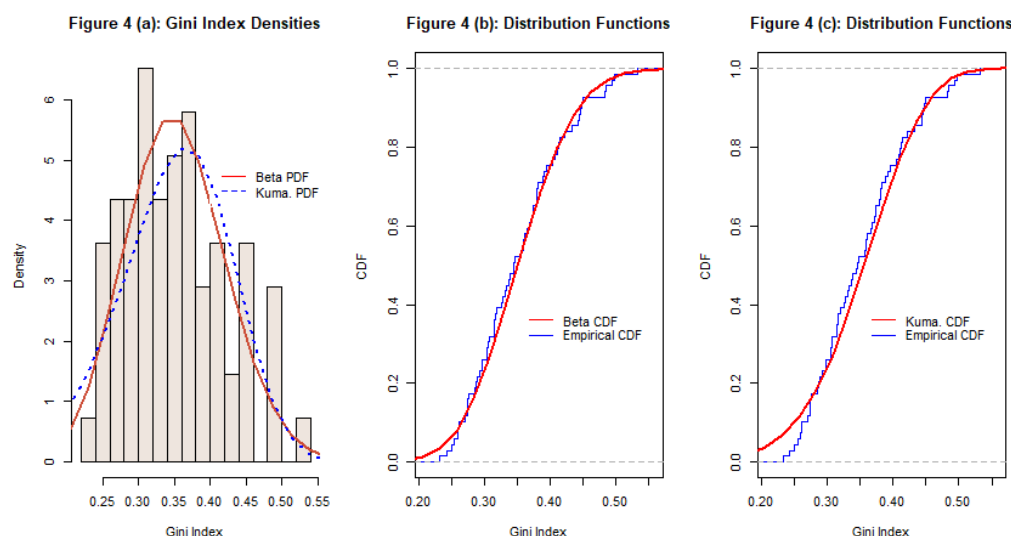 Figure 4 (a): Gini Index Densities
Density
0
1
2
3
4
5
6
Beta PDF
Kuma. PDF
0.25 0.30 0.35 0.40 0.45 0.50 0.55
Gini Index
Figure 4 (b): Distribution Functions
CDF
0.0
0.2
0.4
0.6
0.8
1.0
Beta CDF
Empirical CDF
0.20 0.30 0.40 0.50
Gini Index
Figure 4 (c): Distribution Functions
CDF
0.0
0.2
0.4
0.6
0.8
1.0
Kuma. CDF
Empirical CDF
0.20 0.30 0.40 0.50
Gini Index